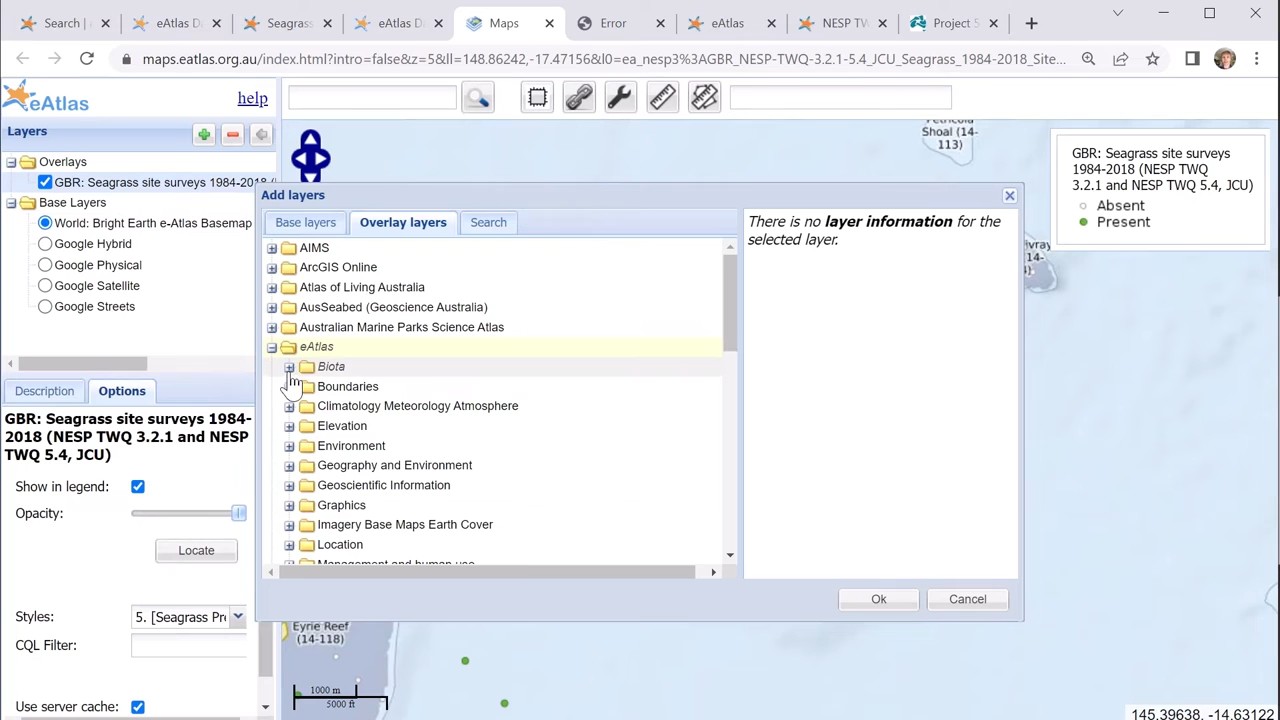 Search |
eAtlas D
Seagrass
eAtlas Da
Maps
Error
eAtlas
NESP TW
Project 5
maps.eatlas.org.au/index.html?intro=false&z=5&ll=148.86242,-17.47156&l0=ea_nesp3%3AGBR_NESP-TWQ-3.2.1-5.4_JCU_Seagrass_1984-2018_Site...
eAtlas
help
Layers
Overlays
GBR: Seagrass site surveys 1984-2018 (
Base Layers
World: Bright Earth e-Atlas Basemap
Google Hybrid
Google Physical
Google Satellite
Google Streets
Description
Options
GBR: Seagrass site surveys 1984-
2018 (NESP TWQ 3.2.1 and NESP
TWQ 5.4, JCU)
Show in legend:
Opacity:
Locate
Styles:
5. [Seagrass Pr
CQL Filter:
Use server cache:
Add layers
Base layers
Overlay layers
Search
AIMS
ArcGIS Online
Atlas of Living Australia
AusSeabed (Geoscience Australia)
Australian Marine Parks Science Atlas
eAtlas
Biota
Boundaries
Climatology Meteorology Atmosphere
Elevation
Environment
Geography and Environment
Geoscientific Information
Graphics
Imagery Base Maps Earth Cover
Location
Management and human use
There is no layer information for the
selected layer.
Ok
Cancel
Petricola
Shoal (14-
113)
GBR: Seagrass site surveys
1984-2018 (NESP TWQ
3.2.1 and NESP TWQ 5.4, JCU)
Absent
Present
Eyrie Reef
(14-118)
1000 m
5000 ft
145.39638, -14.63122